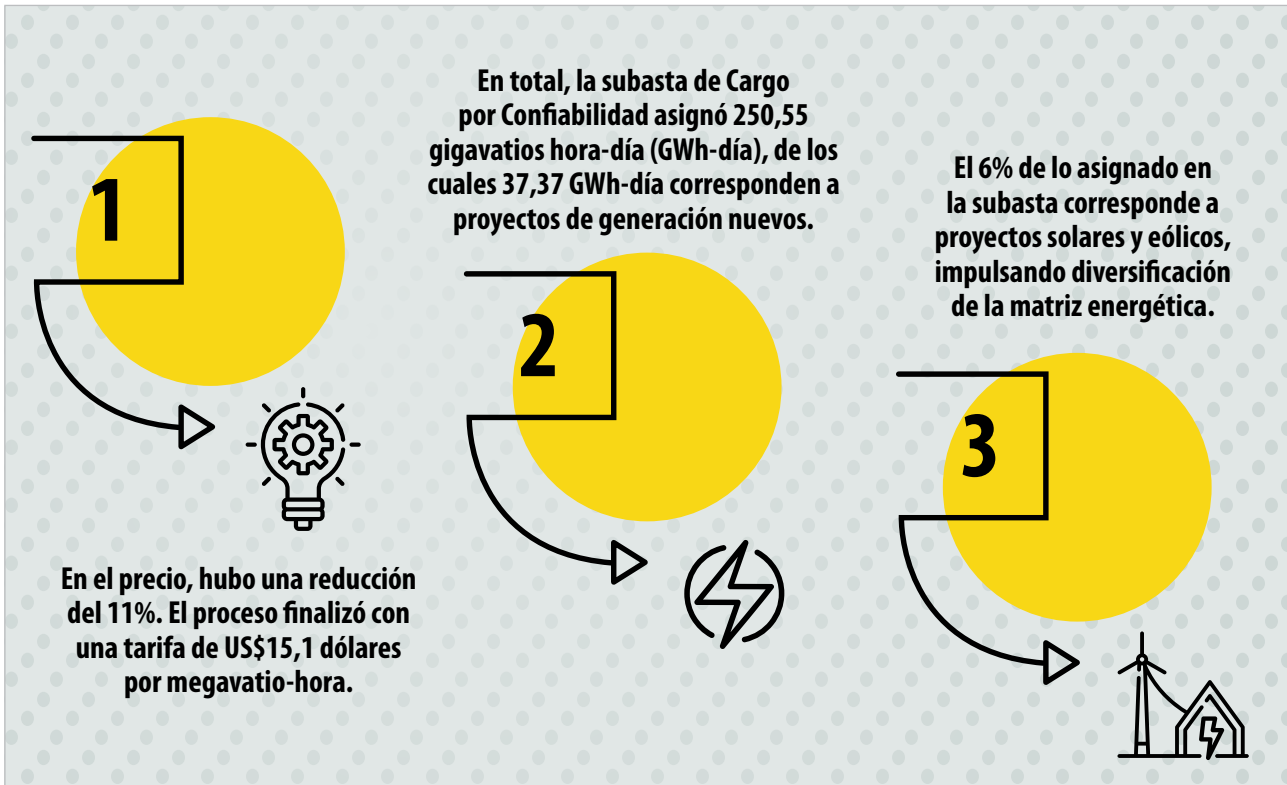 1
En el precio, hubo una reducción
del 11%. El proceso finalizó con
una tarifa de US$15,1 dólares
por megavatio-hora.
En total, la subasta de Cargo
por Confiabilidad asignó 250,55
gigavatios hora-día (GWh-día), de los
cuales 37,37 GWh-día corresponden a
proyectos de generación nuevos.
2
El 6% de lo asignado en
la subasta corresponde a
proyectos solares y eólicos,
impulsando diversificación
de la matriz energética.
3